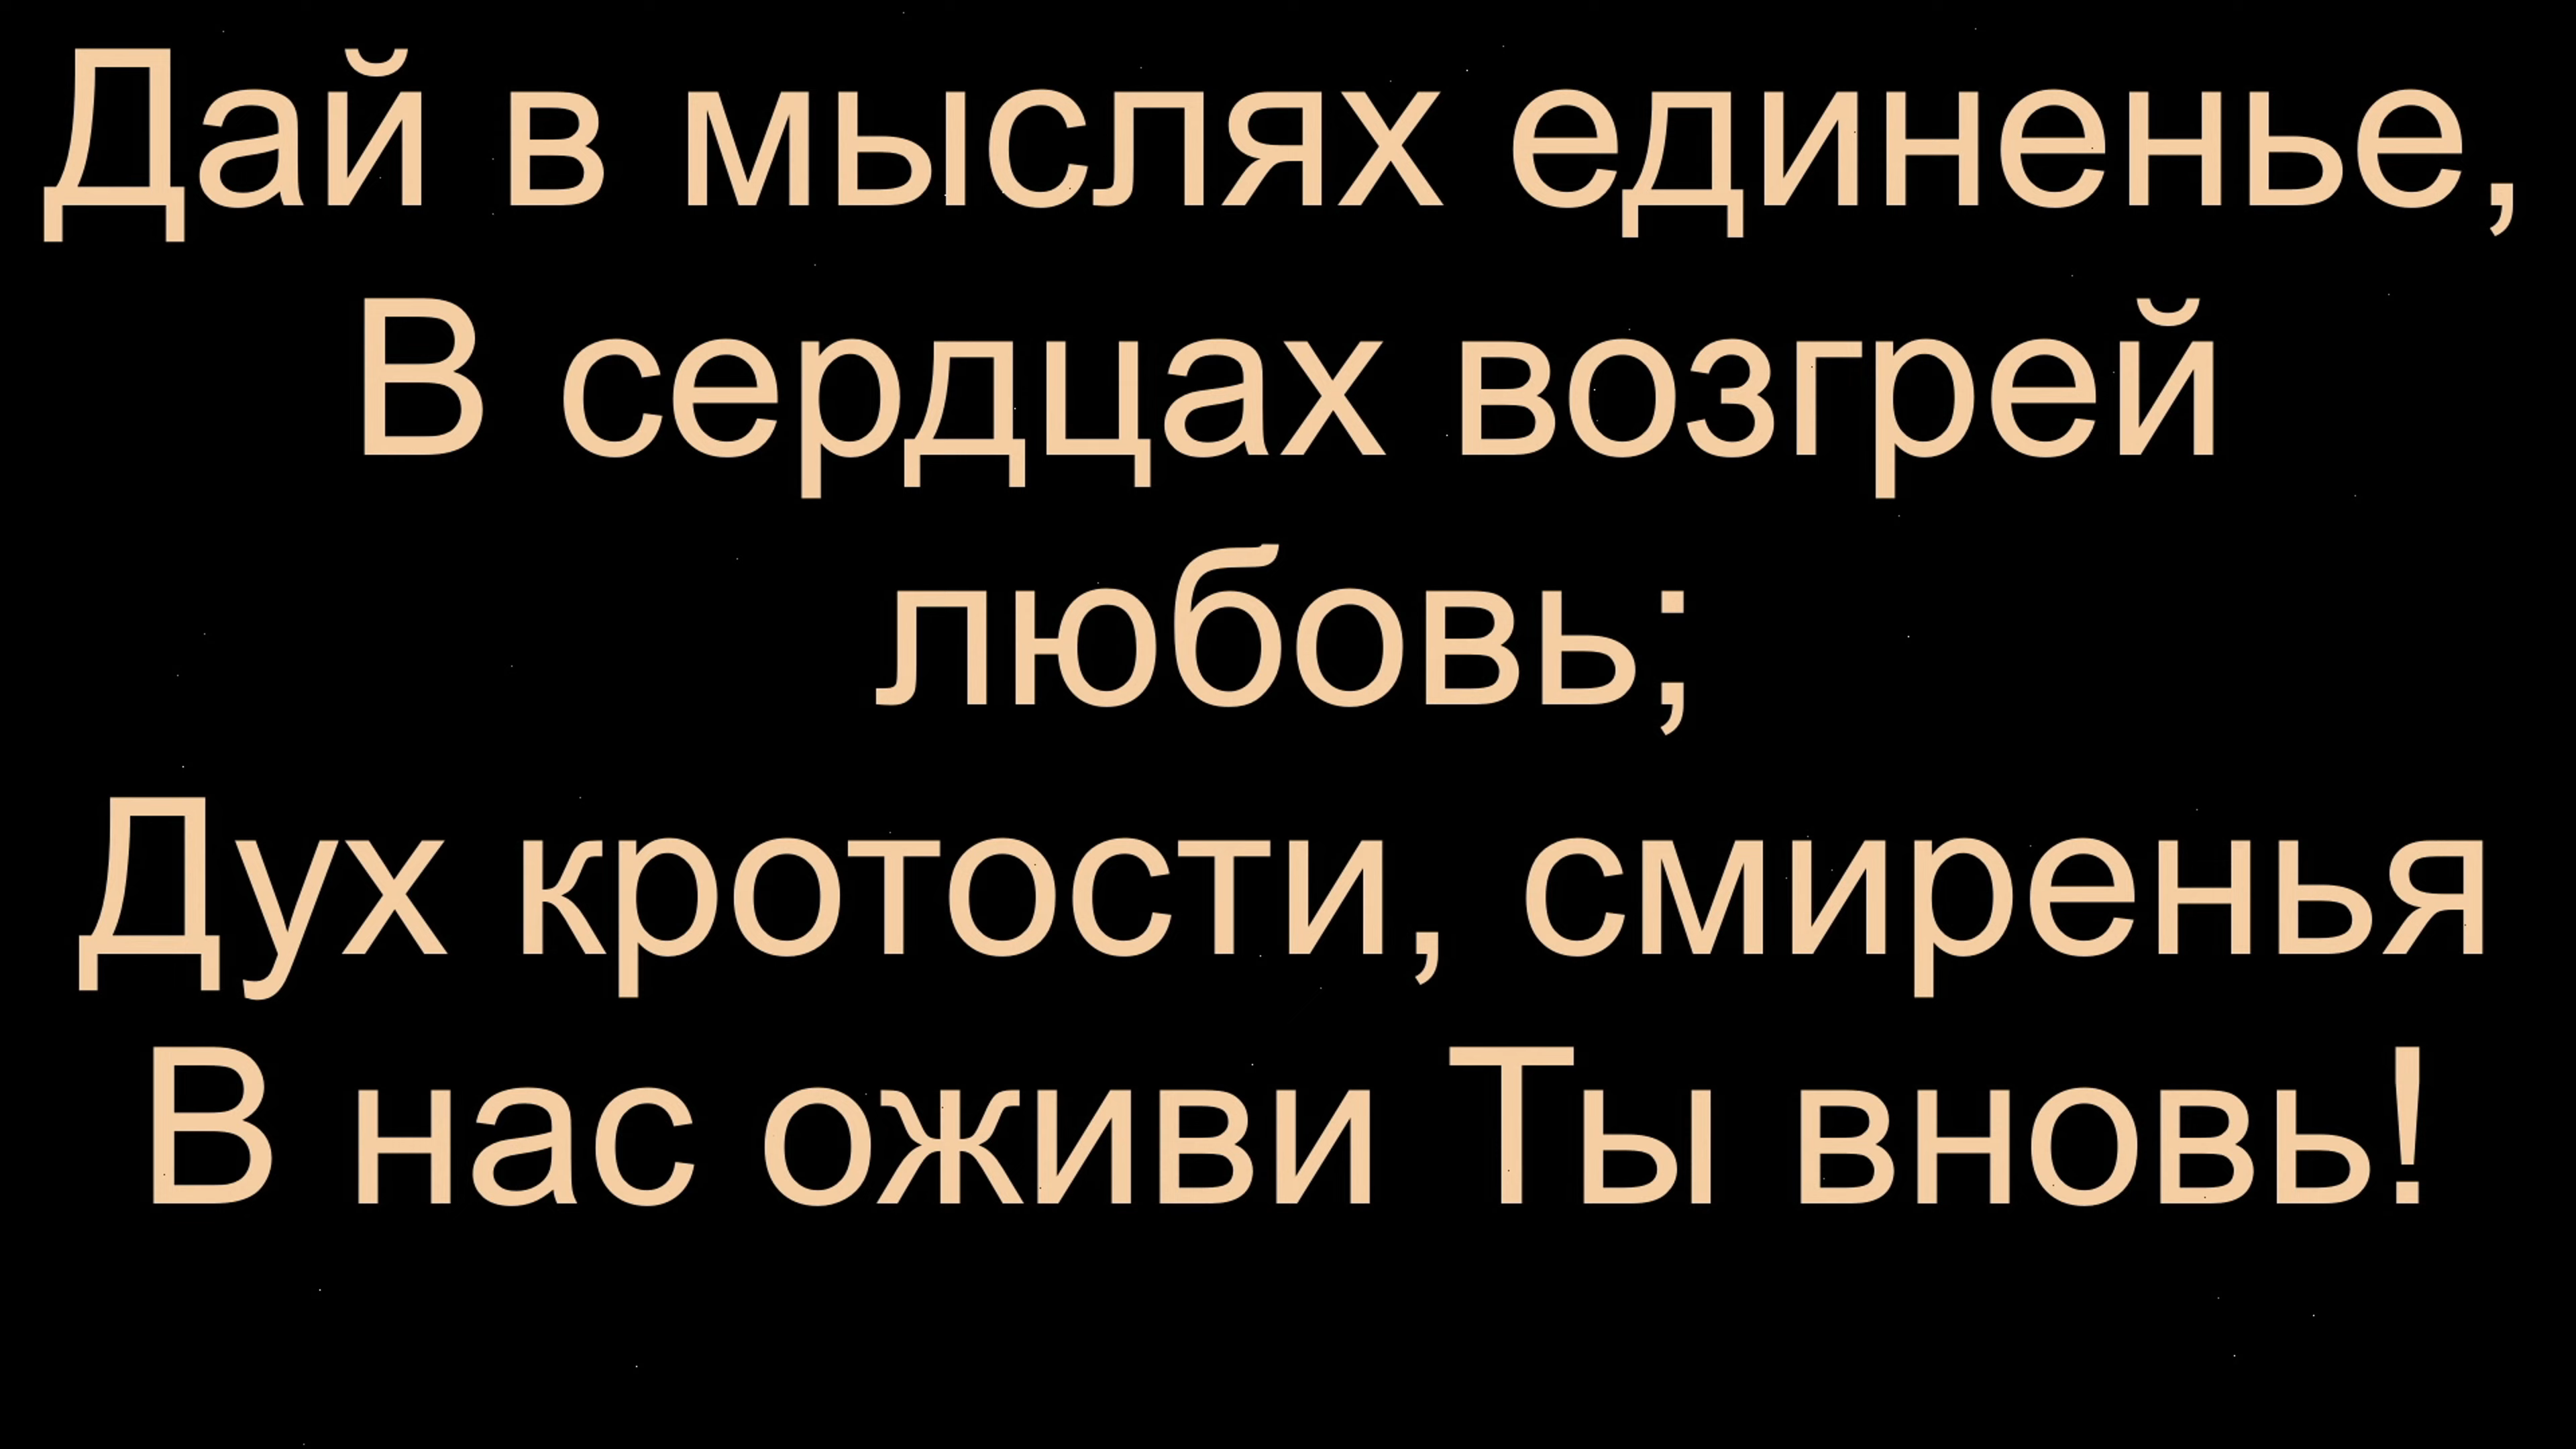 Дай в мыслях единенье,
В сердцах возгрей
любовь;
Дух кротости, смиренья
В нас оживи Ты вновь!